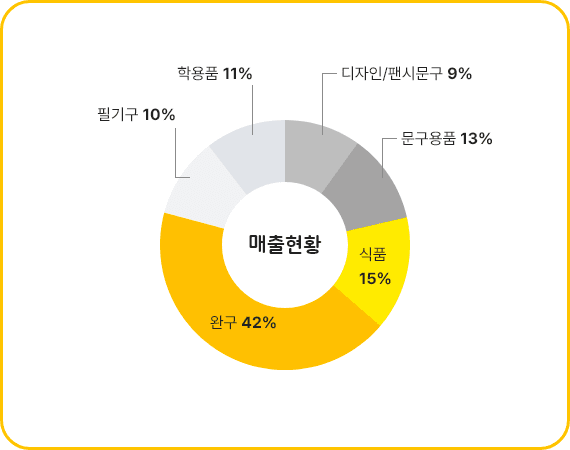 학용품 11%
디자인/팬시문구 9%
필기구 10%
문구용품 13%
매출현황
식품
15%
완구 42%